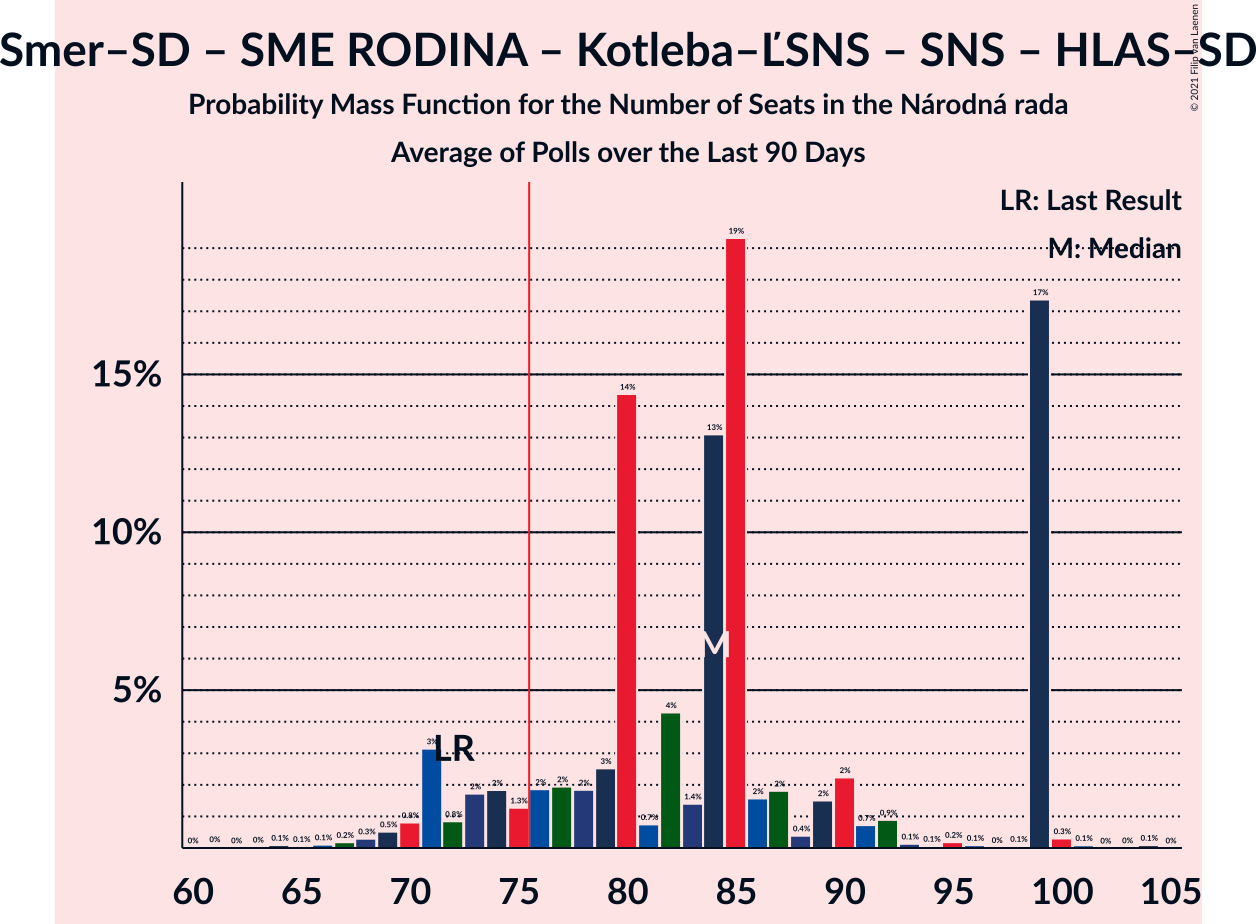 Smer–SD – SME RODINA – Kotleba–ĽSNS – SNS – HLAS–SD
© 2021 Filip van Laenen
Probability Mass Function for the Number of Seats in the Národná rada
Average of Polls over the Last 90 Days
LR: Last Result
M: Median
15%
10%
5%
0% 0% 0% 0% 0.1% 0.1% 0.1% 0.2% 0.3% 0.5% 0.8% 3% 0.8% 2% 2% 1.3% 2% 2% 2% 3% 14% 0.7% 4% 1.4% 13% 19% 2% 2% 0.4% 2% 2% 0.7% 0.9% 0.1% 0.1% 0.2% 0.1% 0% 0.1% 17% 0.3% 0.1% 0% 0% 0.1% 0%
LR
M
60 65 70 75 80 85 90 95 100 105